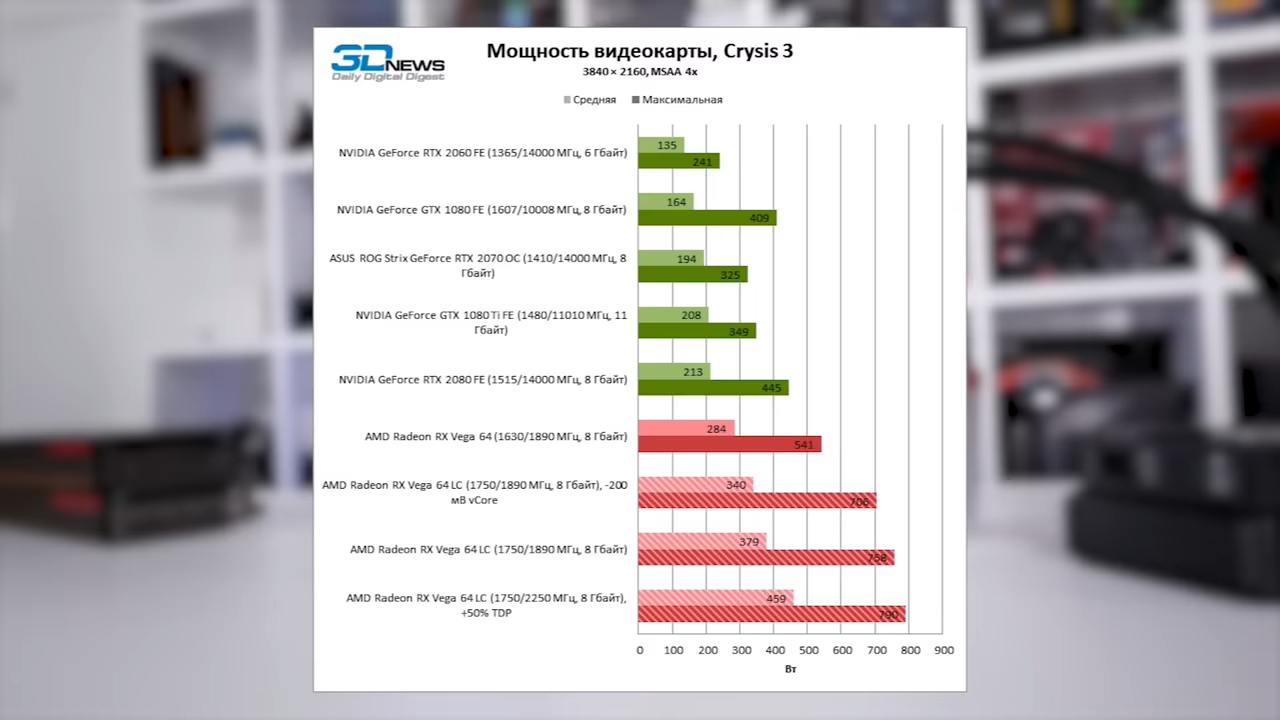 3DNEWS
Daily Digital Digest
Мощность видеокарты, Crysis 3
3840 × 2160, MSAA 4x
Средняя Максимальная
NVIDIA GeForce RTX 2060 FE (1365/14000 МГц, 6 Гбайт)
135
241
NVIDIA GeForce GTX 1080 FE (1607/10008 МГц, 8 Гбайт)
164
409
ASUS ROG Strix GeForce RTX 2070 OC (1410/14000 МГц, 8
Гбайт)
194
325
NVIDIA GeForce GTX 1080 Ti FE (1480/11010 МГц, 11
Гбайт)
208
349
NVIDIA GeForce RTX 2080 FE (1515/14000 МГц, 8 Гбайт)
213
445
AMD Radeon RX Vega 64 (1630/1890 МГц, 8 Гбайт)
284
541
AMD Radeon RX Vega 64 LC (1750/1890 МГц, 8 Гбайт), -200
мВ vCore
340
706
AMD Radeon RX Vega 64 LC (1750/1890 МГц, 8 Гбайт)
379
758
AMD Radeon RX Vega 64 LC (1750/2250 МГц, 8 Гбайт),
+50% TDP
459
790
0 100 200 300 400 500 600 700 800 900
Вт